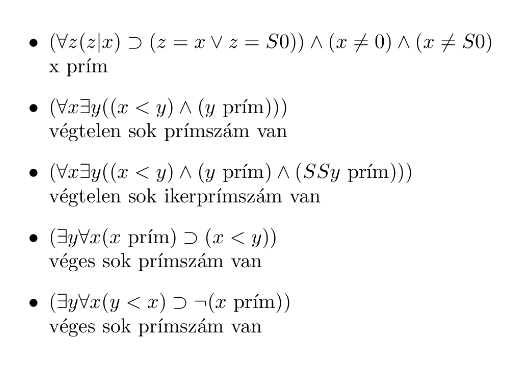 • (∀z(z|x) ⊃ (z = x ∨ z = S0)) ∧ (x ≠ 0) ∧ (x ≠ S0)
x prím
• (∀x∃y((x < y) ∧ (y prím)))
végtelen sok prímszám van
• (∀x∃y((x < y) ∧ (y prím) ∧ (SSy prím)))
végtelen sok ikerprímszám van
• (∃y∀x(x prím) ⊃ (x < y))
véges sok prímszám van
• (∃y∀x(y < x) ⊃ ¬(x prím))
véges sok prímszám van